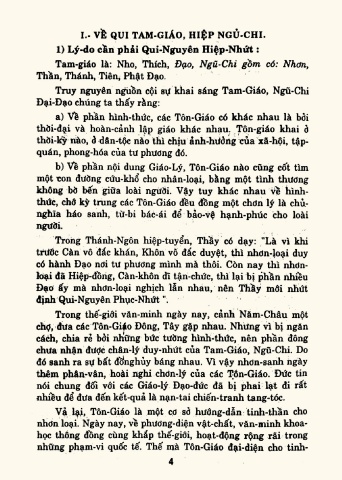 I.- VỀ QUI TAM-GIÁO, HIỆP NGỦ-CHI.
1) Lý-do cần phải Qui-Nguyên Hiệp-Nhứt :
Tam-giáo là: Nho, Thích, Đạo, Ngũ-Chi gồm có: Nhơn,
Thần, Thánh, Tiên, Phật Đạo.
Truy nguyên nguồn cội sự khai sáng Tam-Giáo, Ngũ-Chi
Đại-Đạo chúng ta thấy rằng:
a) Về phần hình-thức, các Tôn-Giáo có khác nhau là bởi
thời-đại và hoàn-cảnh lập giáo khác nhau. Tôn-giáo khai ở
thời-kỳ nào, ở dân-tộc nào thì chịu ảnh-hưởng của xã-hội, tập-
quán, phong-hóa của tư phương đó.
b) Về phần nội dung Giáo-Lý, Tôn-Giáo nào cũng cốt tìm
một con đường cứu-khổ cho nhân-loại, bằng một tình thương
không bờ bến giữa loài người. Vậy tuy khác nhau về hình-
thức, chớ kỳ trung các Tôn-Giáo đều đồng một chơn lý là chủ-
nghĩa háo sanh, từ-bi bác-ái để bảo-vệ hạnh-phúc cho loài
người.
Trong Thánh-Ngôn hiệp-tuyển, Thầy có dạy: "Là vì khi
trước Càn vô đắc khán, Khôn vô đắc duyệt, thì nhơn-loại duy
có hành Đạo nơi tư phương mình mà thôi. Còn nay thì nhơn-
loại đã Hiệp-đồng, Càn-khôn dĩ tận-chức, thì lại bị phần nhiều
Đạo ấy mà nhơn-loại nghịch lẫn nhau, nên Thầy mới nhứt
định Qui-Nguyên Phục-Nhứt ".
Trong thế-giới văn-minh ngày nay, cảnh Năm-Châu một
chợ, đưa các Tôn-Giáo Đông, Tây gặp nhau. Nhưng vì bị ngăn
cách, chia rẻ bởi những bức tường hình-thức, nên phần đông
chưa nhận được chân-lý duy-nhứt của Tam-Giáo, Ngũ-Chi. Do
đó sanh ra sự bất đồnghủy báng nhau. Vì vậy nhơn-sanh ngày
thêm phân-vân, hoài nghi chơn-lý của các Tôn-Giáo. Đức tin
nói chung đối với các Giáo-lý Đạo-đức đã bị phai lạt đi rất
nhiều để đưa đến kết-quả là nạn-tai chiến-tranh tang-tóc.
Vả lại, Tôn-Giáo là một cơ sở hướng-dẫn tinh-thần cho
nhơn loại. Ngày nay, về phương-diện vật-chất, văn-minh khoa-
học thông đồng cùng khắp thế-giới, hoạt-động rộng rãi trong
những phạm-vi quốc tế. Thế mà Tôn-Giáo đại-diện cho tinh-
4